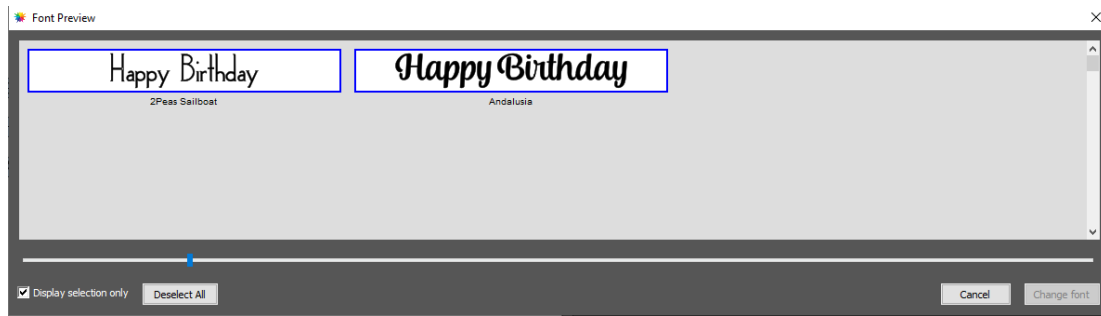 Font Preview
Happy Birthday
2Peas Sailboat
Happy Birthday
Andalusia
Display selection only
Deselect All
Cancel
Change font